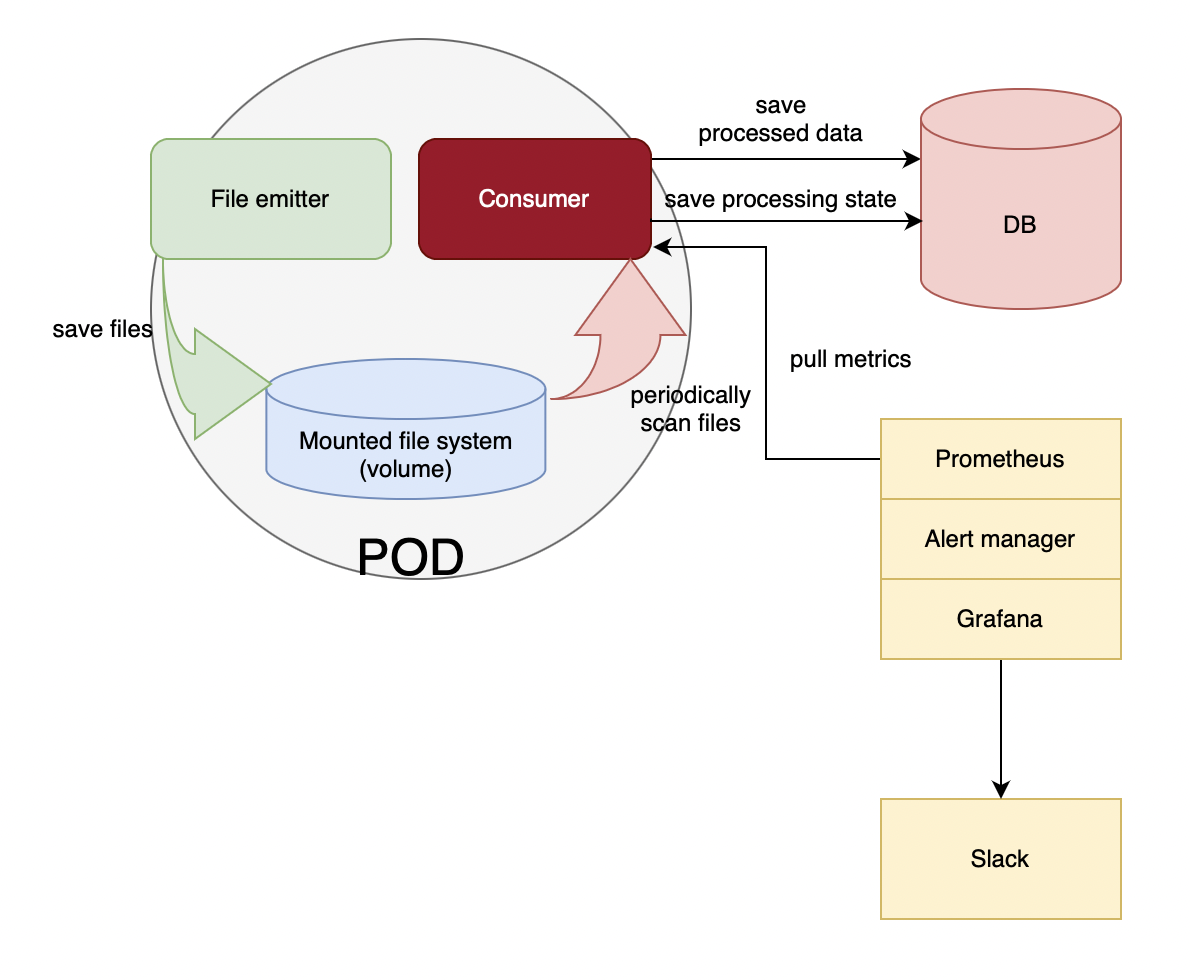 save
processed data
File emitter
Consumer
save processing state
DB
save files
pull metrics
periodically
scan files
Mounted file system
(volume)
Prometheus
POD
Alert manager
Grafana
Slack